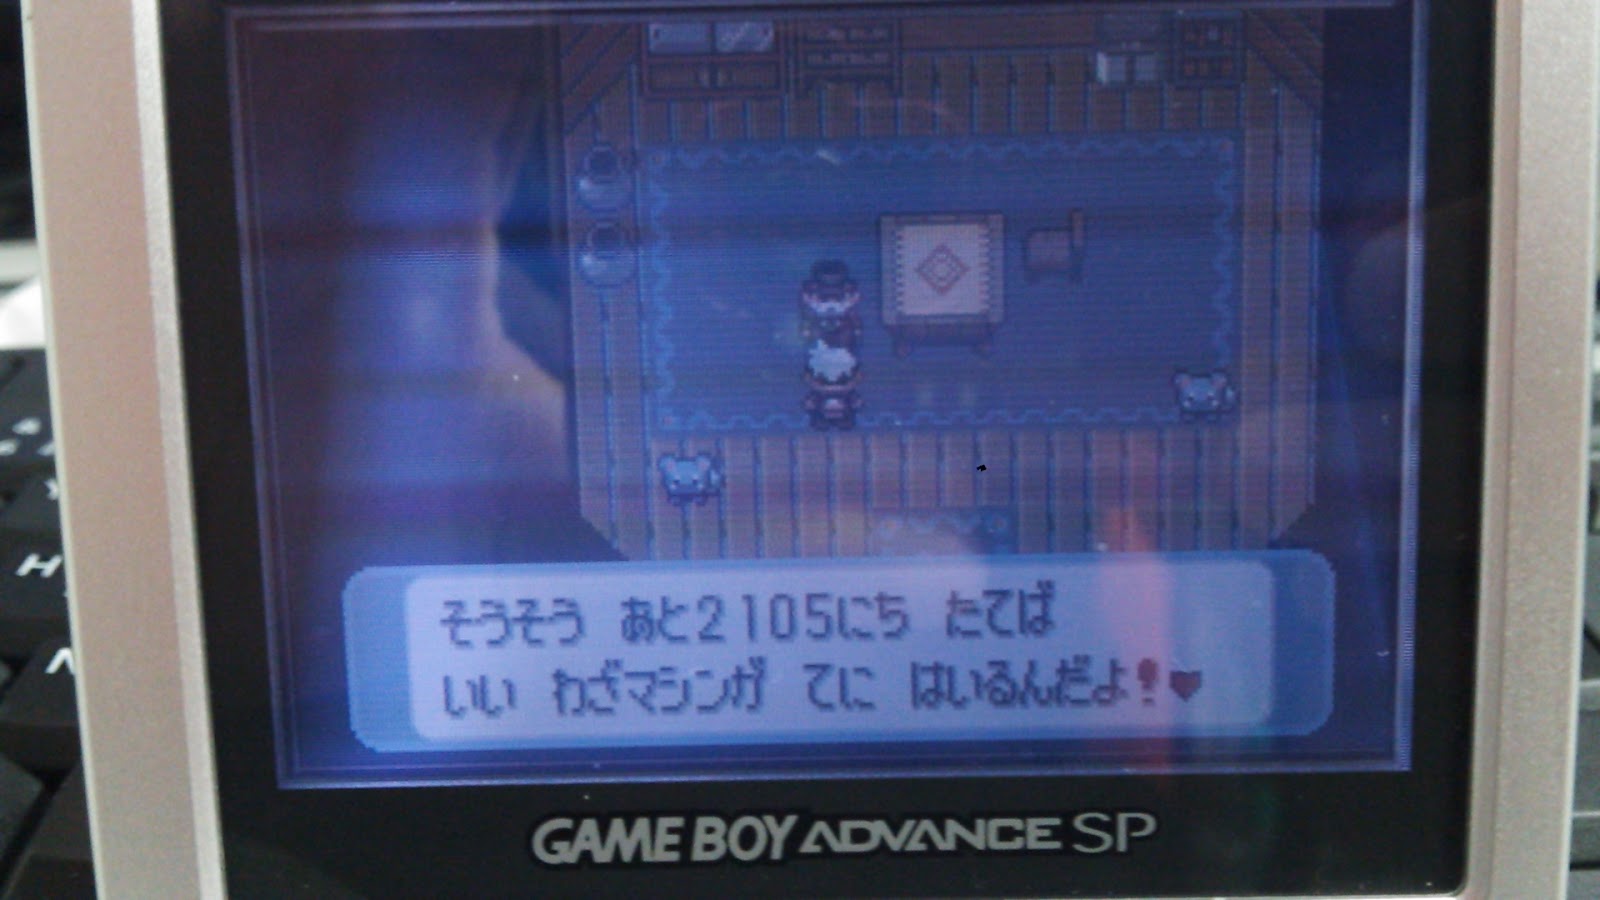 そうそう あと2105にち たてば
いい わざマシンが てに はいるんだよ!♥
GAME BOY ADVANCE SP